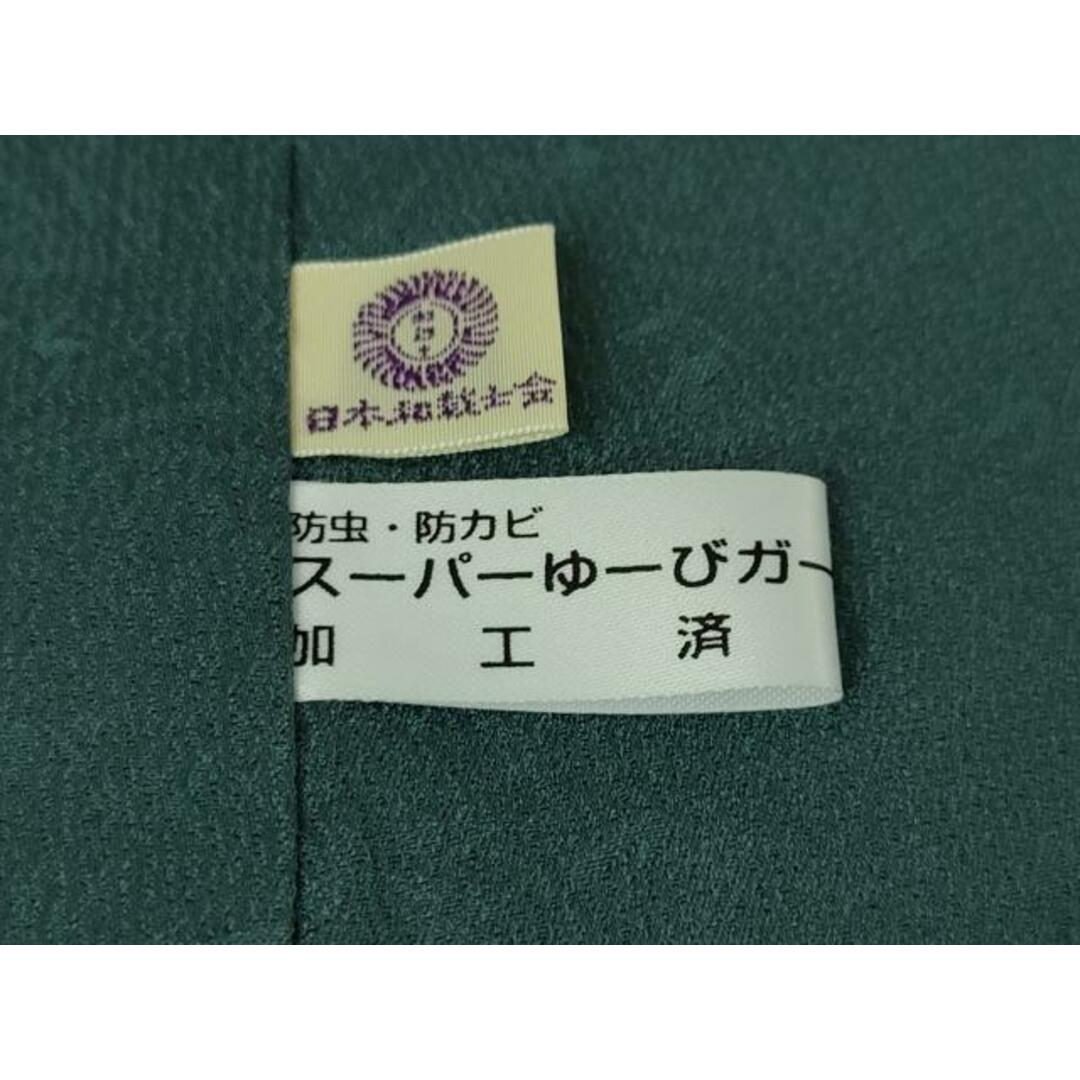 日本和裁士会
防虫・防カビ
スーパーゆーびガー
加 工 済